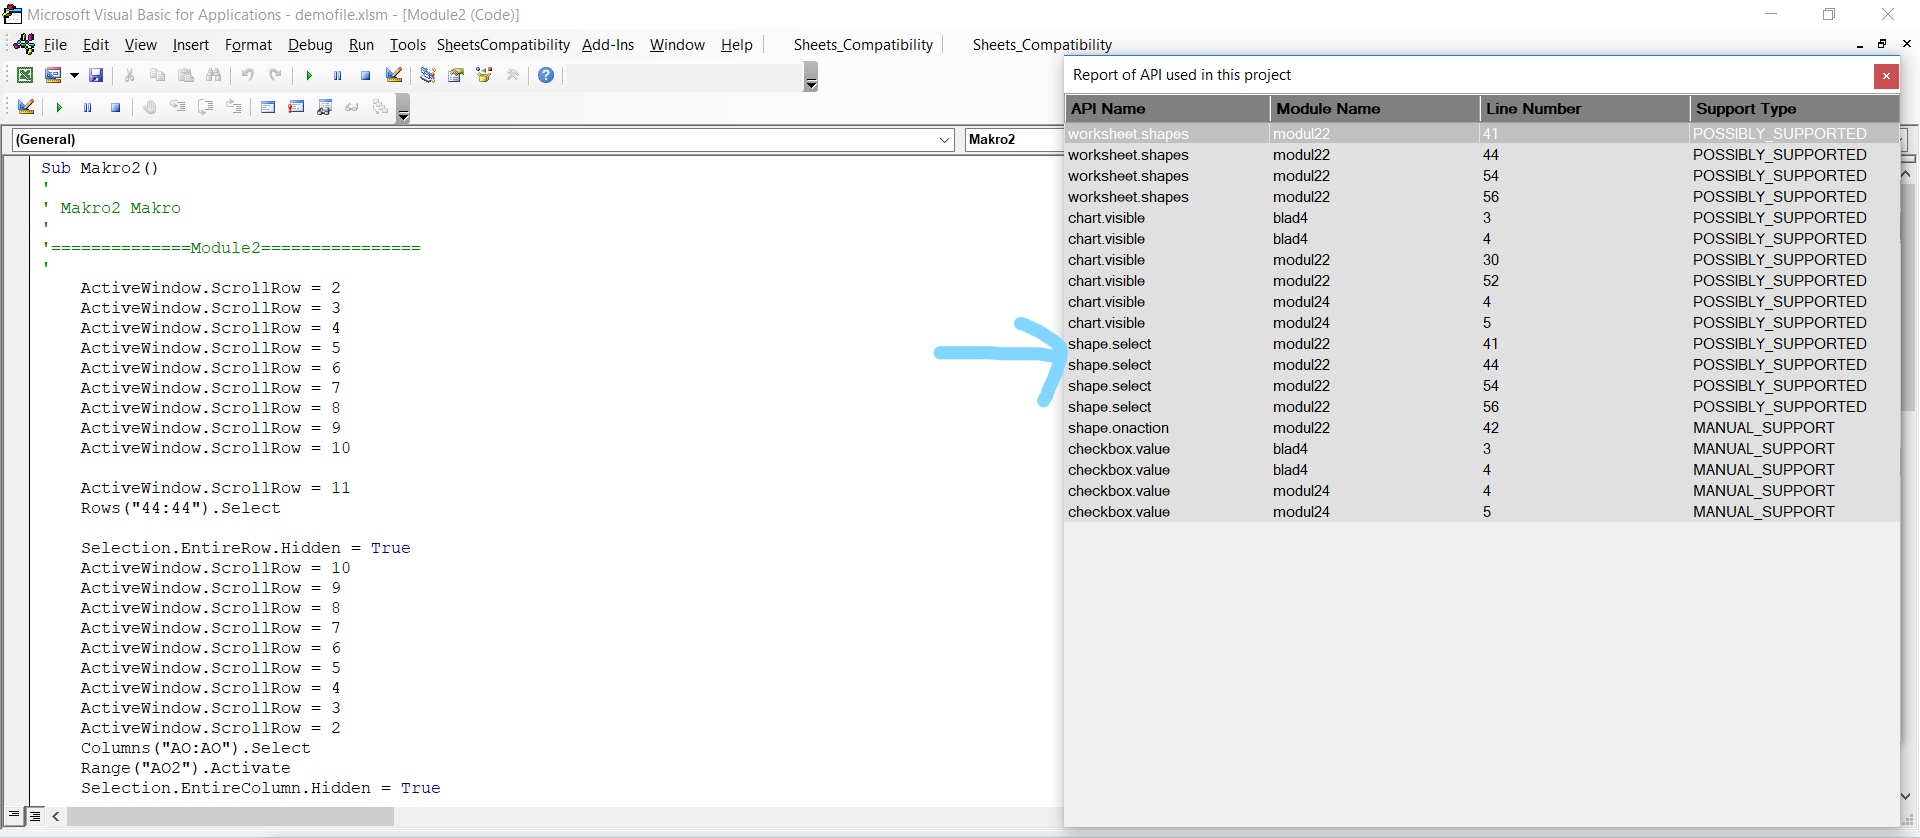 Microsoft Visual Basic for Applications - demofile.xlsm - [Module2 (Code)]
File Edit View Insert Format Debug Run Tools SheetsCompatibility Add-Ins Window Help Sheets_Compatibility Sheets_Compatibility
(General) Makro2
Sub Makro2()
'
' Makro2 Makro
'
'==============Module2================
'
ActiveWindow.ScrollRow = 2
ActiveWindow.ScrollRow = 3
ActiveWindow.ScrollRow = 4
ActiveWindow.ScrollRow = 5
ActiveWindow.ScrollRow = 6
ActiveWindow.ScrollRow = 7
ActiveWindow.ScrollRow = 8
ActiveWindow.ScrollRow = 9
ActiveWindow.ScrollRow = 10
ActiveWindow.ScrollRow = 11
Rows("44:44").Select
Selection.EntireRow.Hidden = True
ActiveWindow.ScrollRow = 10
ActiveWindow.ScrollRow = 9
ActiveWindow.ScrollRow = 8
ActiveWindow.ScrollRow = 7
ActiveWindow.ScrollRow = 6
ActiveWindow.ScrollRow = 5
ActiveWindow.ScrollRow = 4
ActiveWindow.ScrollRow = 3
ActiveWindow.ScrollRow = 2
Columns("AO:AO").Select
Range("AO2").Activate
Selection.EntireColumn.Hidden = True
Report of API used in this project
API Name Module Name Line Number Support Type
worksheet.shapes modul22 41 POSSIBLY_SUPPORTED
worksheet.shapes modul22 44 POSSIBLY_SUPPORTED
worksheet.shapes modul22 54 POSSIBLY_SUPPORTED
worksheet.shapes modul22 56 POSSIBLY_SUPPORTED
chart.visible blad4 3 POSSIBLY_SUPPORTED
chart.visible blad4 4 POSSIBLY_SUPPORTED
chart.visible modul22 30 POSSIBLY_SUPPORTED
chart.visible modul22 52 POSSIBLY_SUPPORTED
chart.visible modul24 4 POSSIBLY_SUPPORTED
chart.visible modul24 5 POSSIBLY_SUPPORTED
shape.select modul22 41 POSSIBLY_SUPPORTED
shape.select modul22 44 POSSIBLY_SUPPORTED
shape.select modul22 54 POSSIBLY_SUPPORTED
shape.select modul22 56 POSSIBLY_SUPPORTED
shape.onaction modul22 42 MANUAL_SUPPORT
checkbox.value blad4 3 MANUAL_SUPPORT
checkbox.value blad4 4 MANUAL_SUPPORT
checkbox.value modul24 4 MANUAL_SUPPORT
checkbox.value modul24 5 MANUAL_SUPPORT